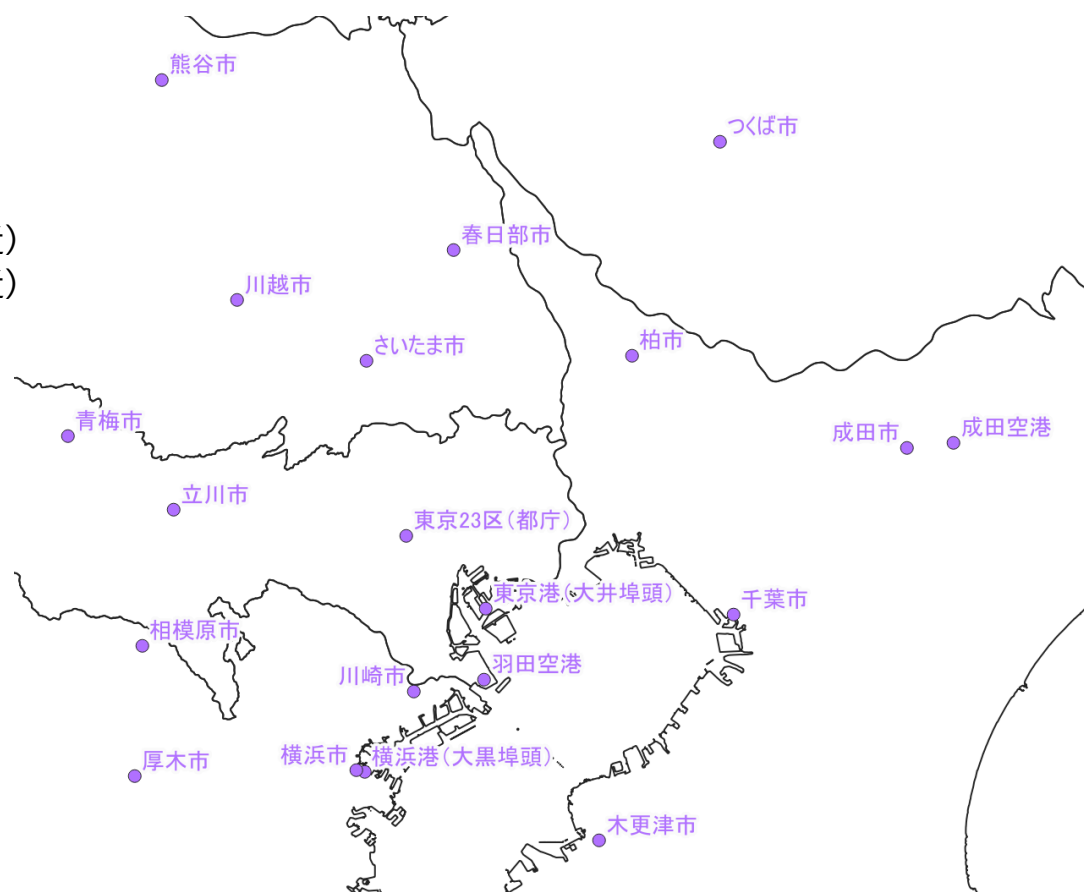 熊谷市
つくば市
春日部市
)
川越市
)
さいたま市
柏市
青梅市
成田市
成田空港
立川市
東京23区(都庁)
東京港(大井埠頭)
千葉市
相模原市
羽田空港
川崎市
横浜市
横浜港(大黒埠頭)
厚木市
木更津市